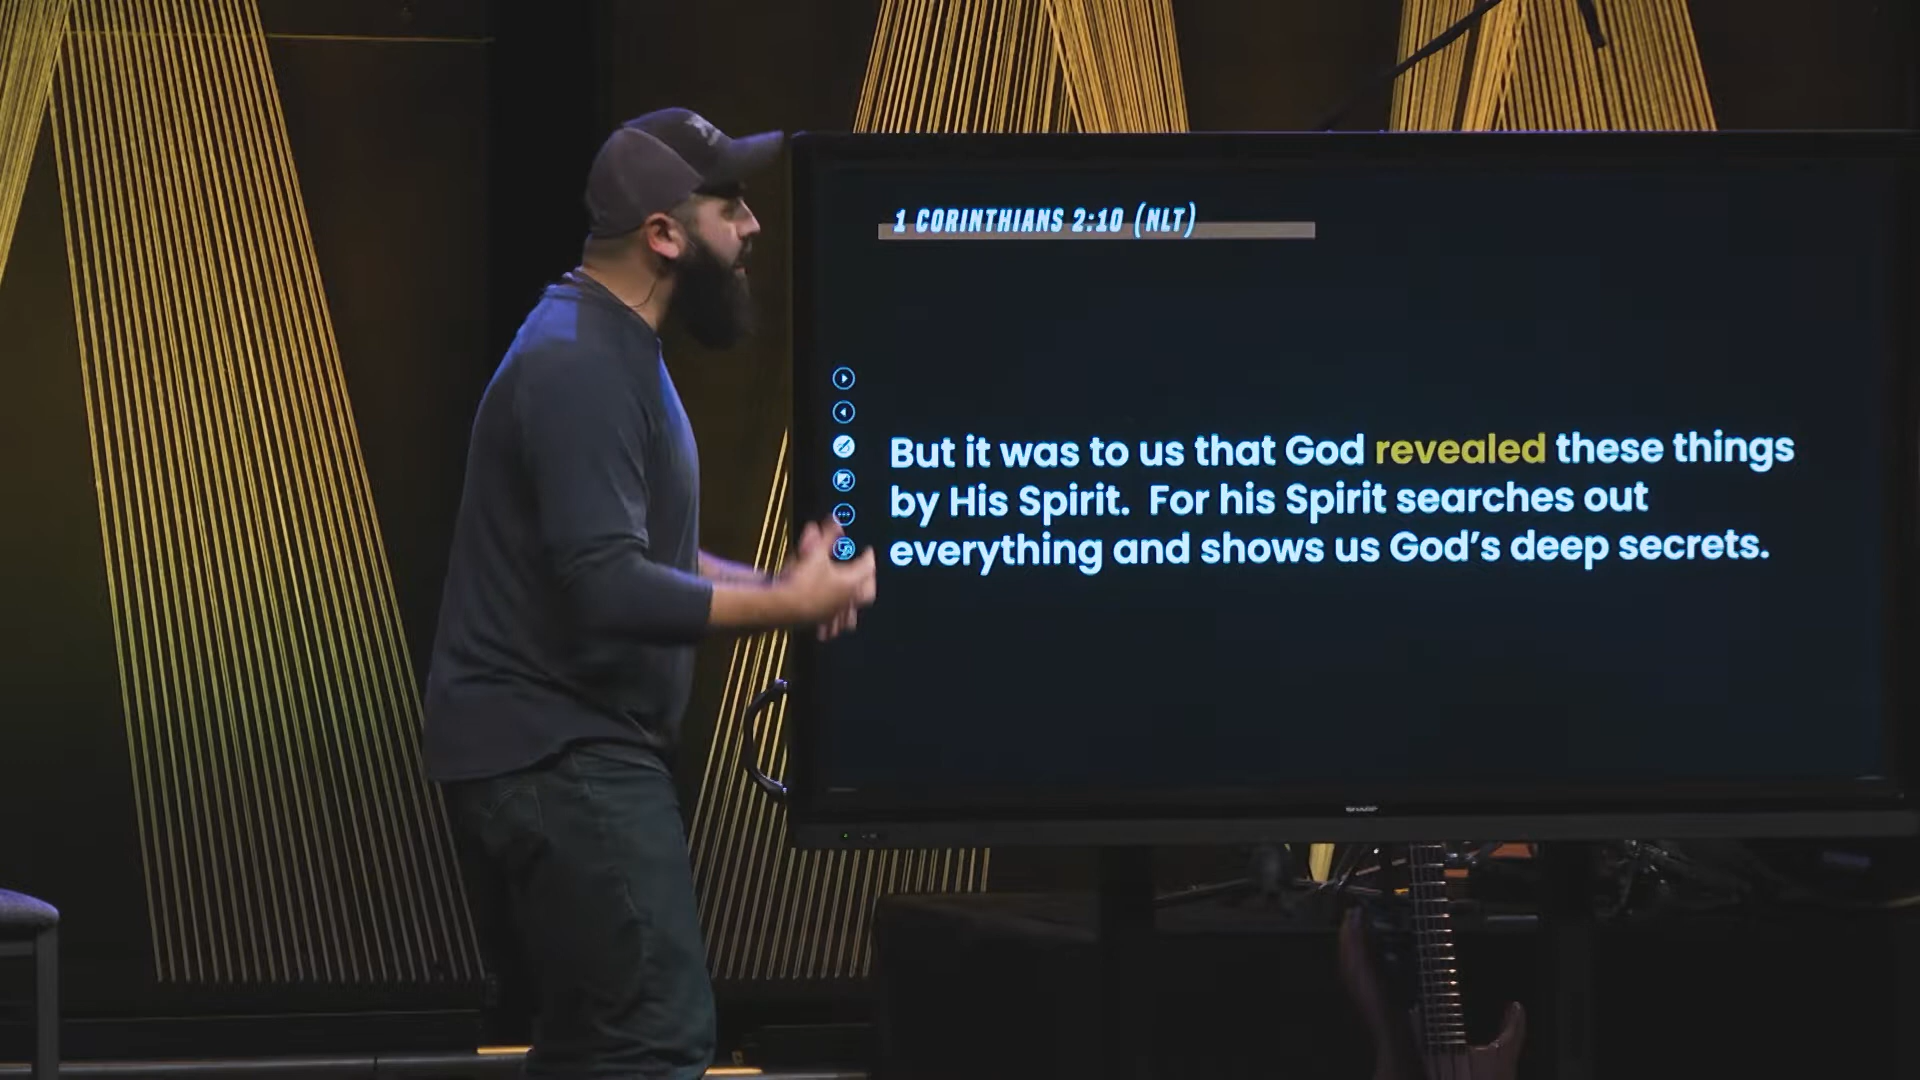 1 CORINTHIANS 2:10 (NLT)
But it was to us that God revealed these things
by His Spirit. For his Spirit searches out
everything and shows us God's deep secrets.